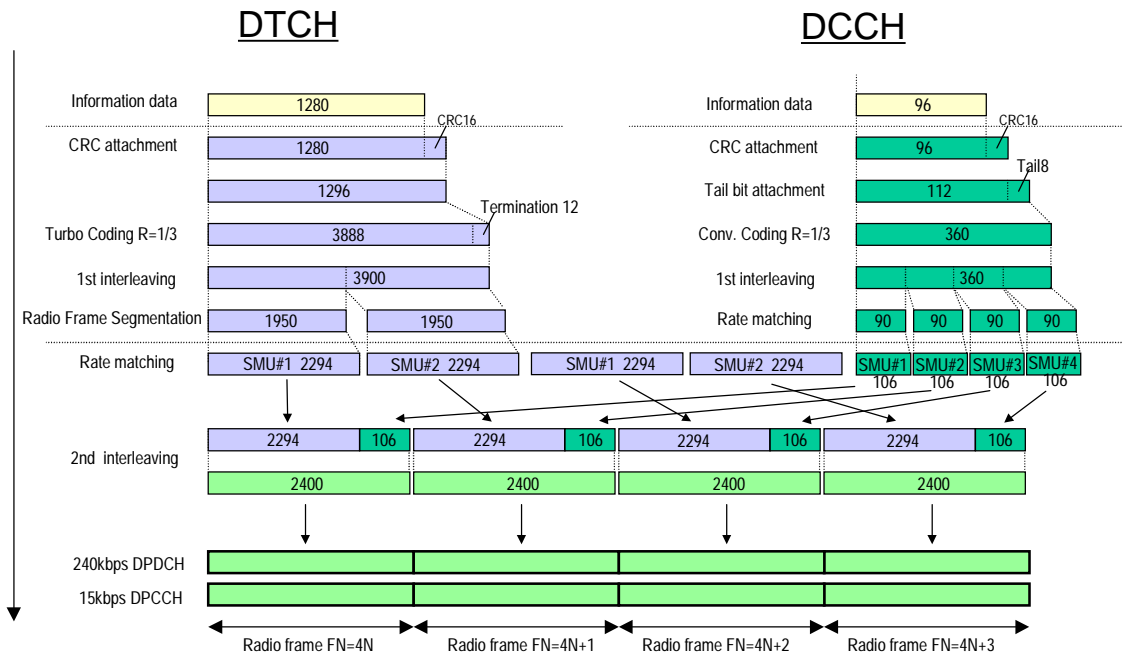 DTCH DCCH
Information data 1280 Information data 96
CRC16 CRC16
CRC attachment 1280 CRC attachment 96
Tail8
1296 Tail bit attachment 112
Termination 12
Turbo Coding R=1/3 3888 Conv. Coding R=1/3 360
1st interleaving 3900 1st interleaving 360
Radio Frame Segmentation 1950 1950 Rate matching 90 90 90 90
Rate matching SMU#1 2294 SMU#2 2294 SMU#1 2294 SMU#2 2294 SMU#1 SMU#2 SMU#3 SMU#4
106 106 106 106
2294 106 2294 106 2294 106 2294 106
2nd interleaving
2400 2400 2400 2400
240kbps DPDCH
15kbps DPCCH
Radio frame FN=4N Radio frame FN=4N+1 Radio frame FN=4N+2 Radio frame FN=4N+3